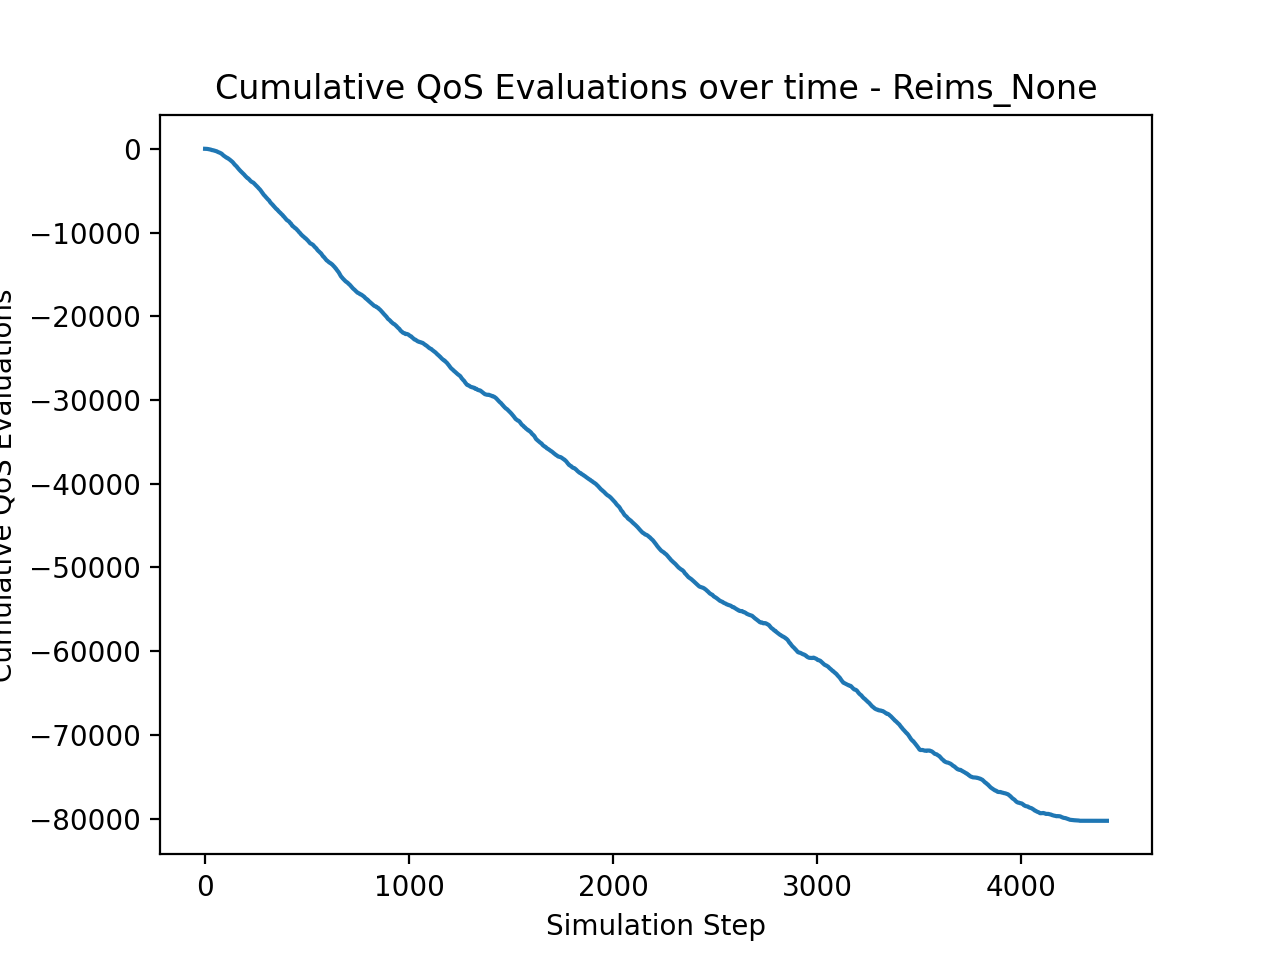 Cumulative QoS Evaluations over time - Reims_None
0
−10000
−20000
−30000
−40000
−50000
−60000
−70000
−80000
Cumulative QoS Evaluations
0 1000 2000 3000 4000
Simulation Step